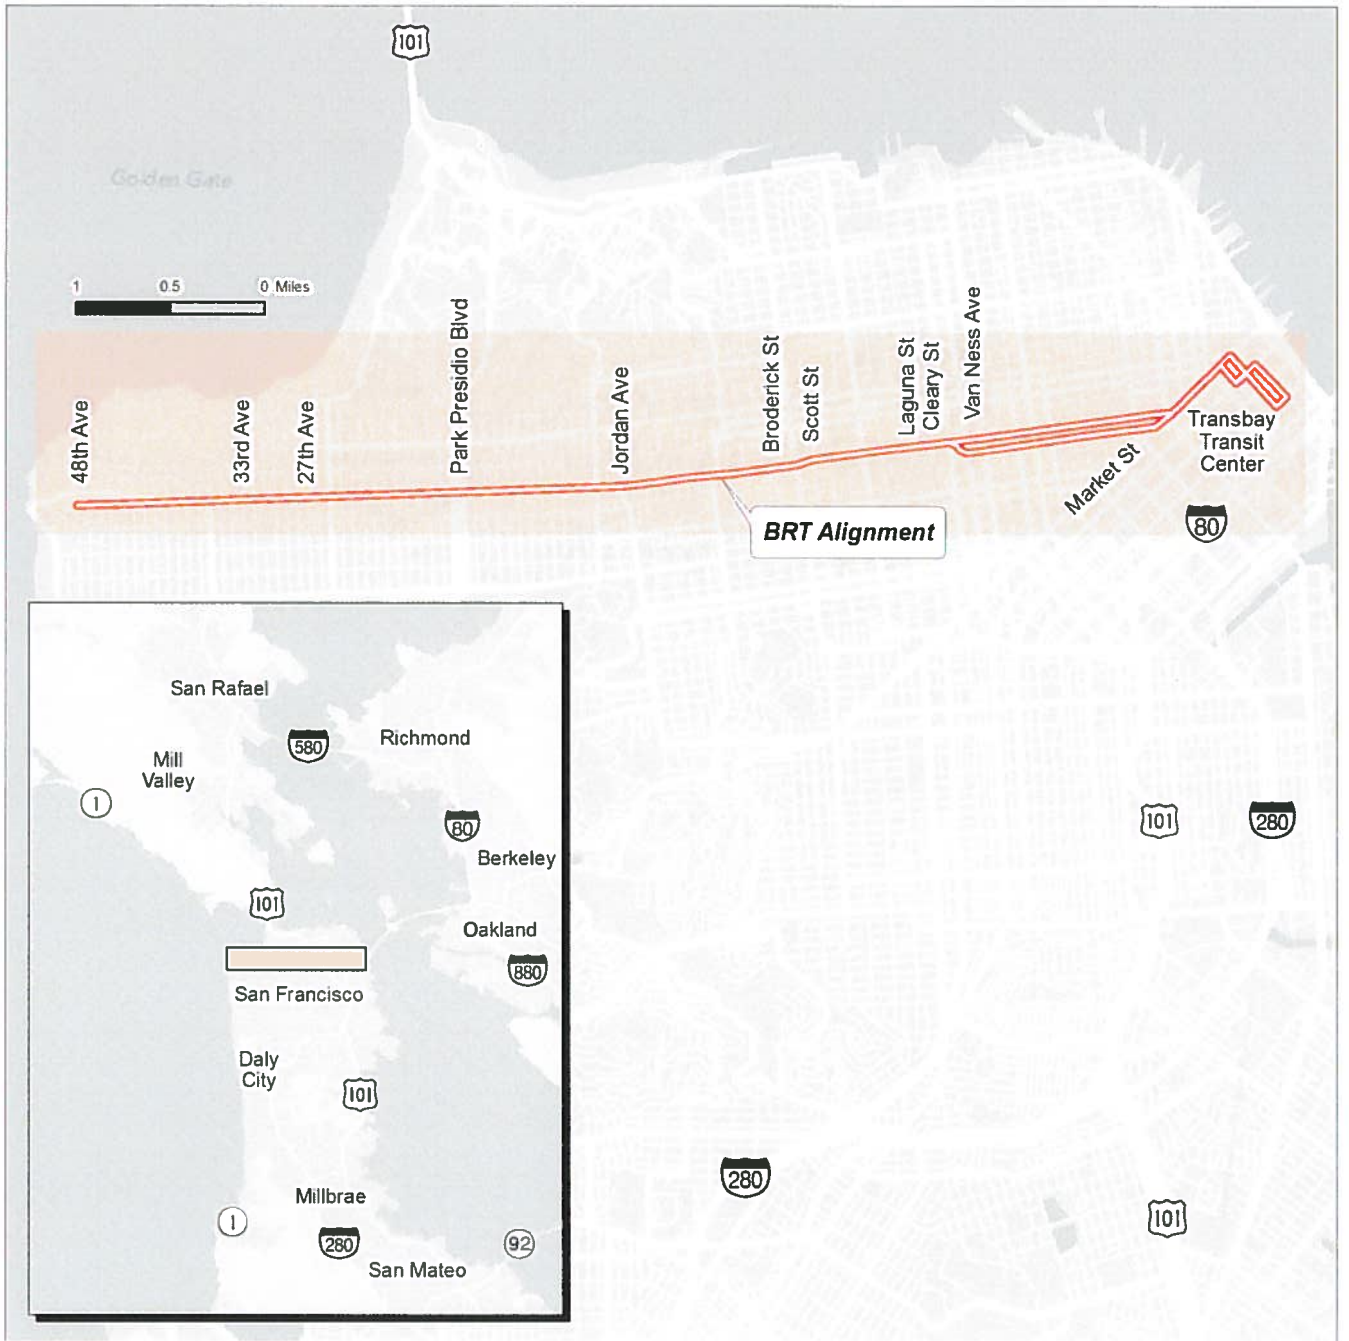 101
Golden Gate
1 0.5 0 Miles
48th Ave
33rd Ave
27th Ave
Park Presidio Blvd
Jordan Ave
Broderick St
Scott St
Laguna St
Cleary St
Van Ness Ave
Market St
Transbay
Transit
Center
80
BRT Alignment
San Rafael
580
Richmond
Mill
Valley
1
80
Berkeley
101
Oakland
880
San Francisco
Daly
City
101
Millbrae
1
280
92
San Mateo
101
280
280
101